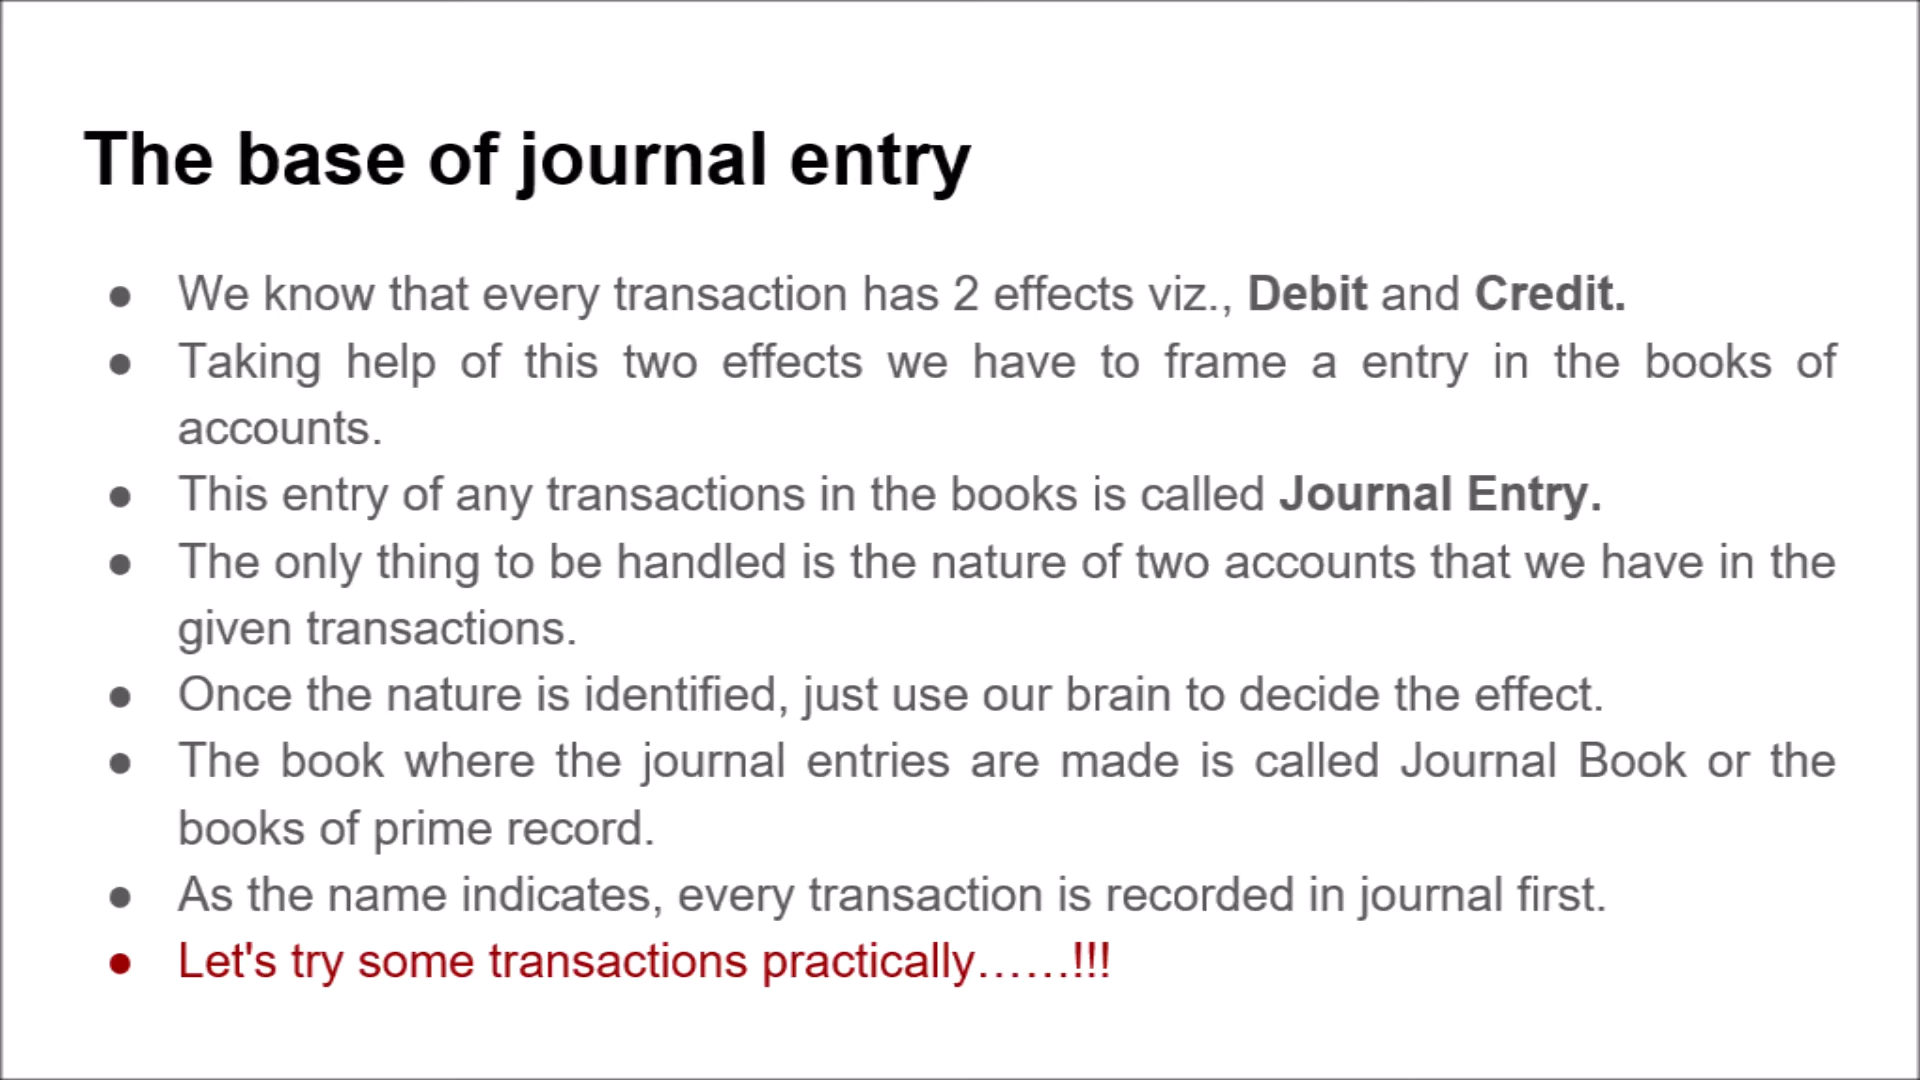 The base of journal entry
● We know that every transaction has 2 effects viz., Debit and Credit.
● Taking help of this two effects we have to frame a entry in the books of
accounts.
● This entry of any transactions in the books is called Journal Entry.
● The only thing to be handled is the nature of two accounts that we have in the
given transactions.
● Once the nature is identified, just use our brain to decide the effect.
● The book where the journal entries are made is called Journal Book or the
books of prime record.
● As the name indicates, every transaction is recorded in journal first.
● Let's try some transactions practically……!!!